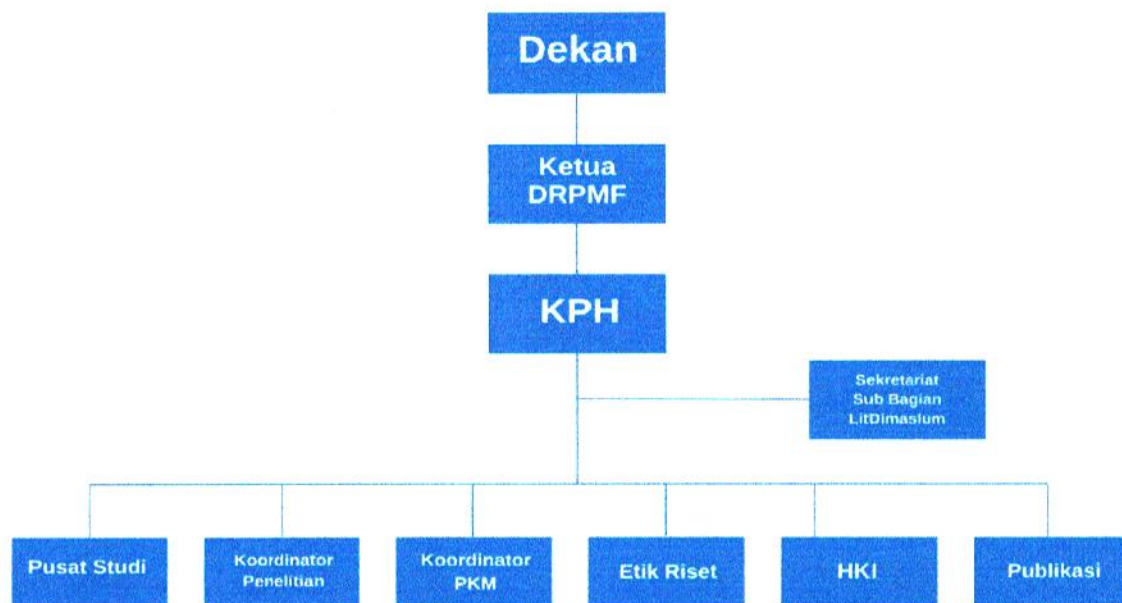 Dekan
Ketua
DRPMF
KPH
Sekretariat
Sub Bagian
LitDimaslum
Pusat Studi
Koordinator
Penelitian
Koordinator
PKM
Etik Riset
HKI
Publikasi